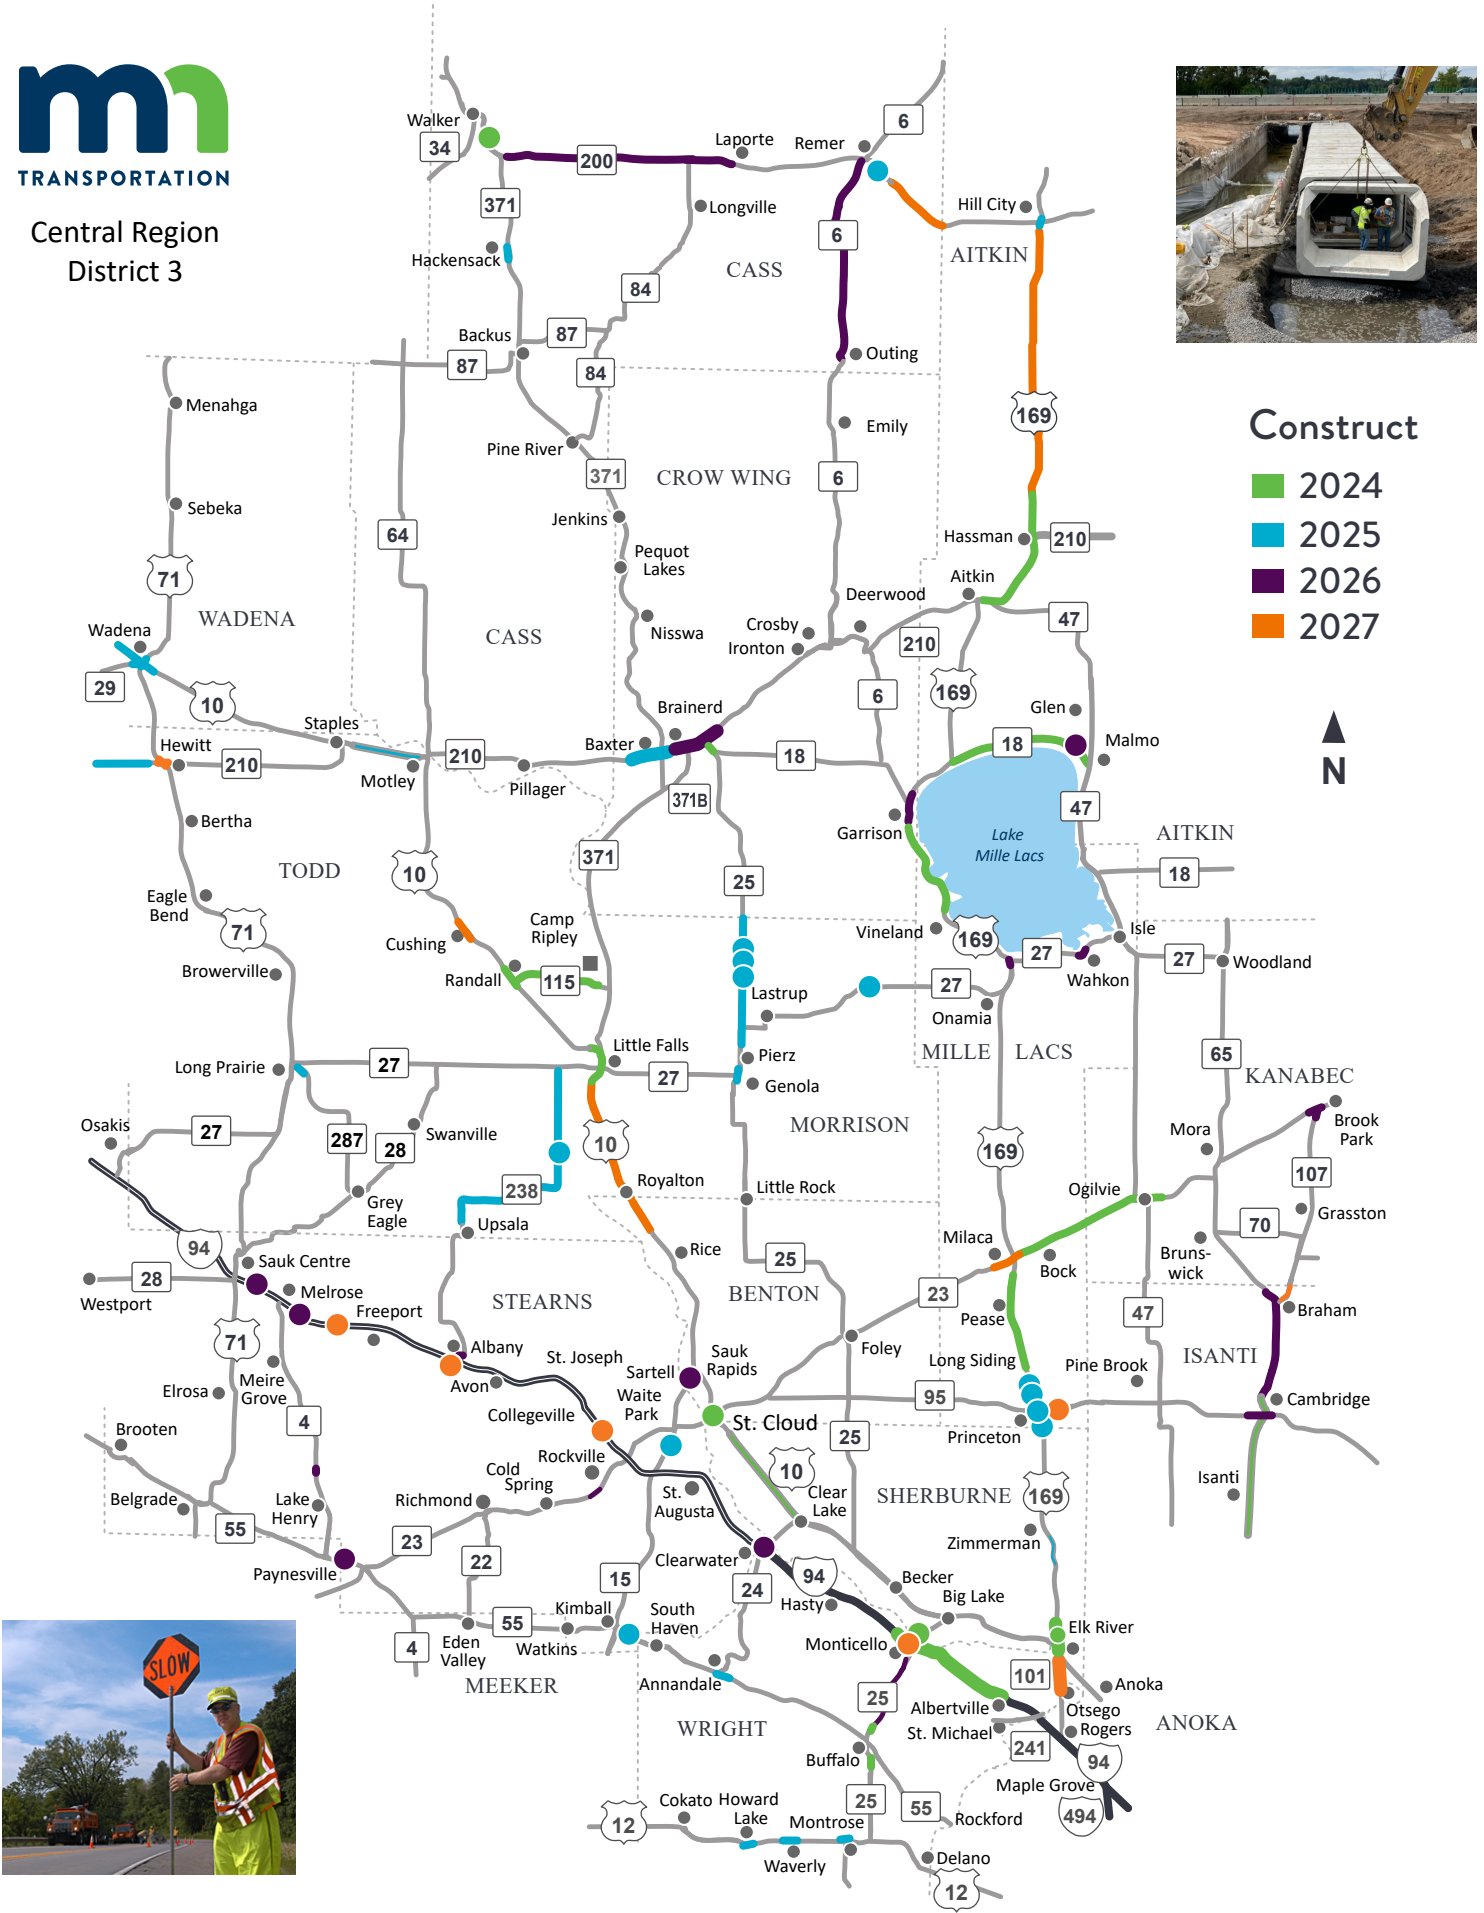 mn
TRANSPORTATION
Central Region
District 3
Construct
2024
2025
2026
2027
N
Walker
34
200
Laporte
Remer
6
371
Longville
Hill City
6
AITKIN
Hackensack
CASS
84
Backus
87
87
84
Outing
169
Menahga
Emily
Pine River
371
CROW WING
6
Sebeka
64
Jenkins
Hassman
210
Pequot
Lakes
71
Aitkin
Deerwood
WADENA
47
Wadena
CASS
Nisswa
Crosby
Ironton
210
29
10
6
169
Staples
Brainerd
Glen
Hewitt
210
210
Baxter
18
18
Malmo
Motley
Pillager
371B
47
Bertha
Garrison
Lake
Mille Lacs
AITKIN
TODD
10
371
18
25
Eagle
Bend
71
Camp
Ripley
Cushing
Vineland
169
Isle
27
27
Browerville
Randall
115
Wahkon
Woodland
Lastrup
27
Onamia
Little Falls
MILLE
LACS
65
Long Prairie
27
27
Pierz
Genola
KANABEC
Osakis
27
287
28
Swanville
MORRISON
10
169
Mora
Brook
Park
107
238
Royalton
Little Rock
Ogilvie
Grey
Eagle
Upsala
Grasston
70
94
Milaca
Bruns-
wick
Sauk Centre
Rice
25
Bock
28
Westport
Melrose
BENTON
23
Freeport
STEARNS
Pease
47
Braham
71
Albany
Foley
St. Joseph
Sauk
Rapids
Long Siding
Pine Brook
ISANTI
Meire
Grove
Sartell
Elrosa
Avon
Waite
Park
95
Cambridge
4
Collegeville
St. Cloud
Brooten
25
Princeton
Rockville
10
Cold
Spring
Isanti
Belgrade
Lake
Henry
Richmond
St.
Augusta
Clear
Lake
SHERBURNE
169
55
23
Zimmerman
Paynesville
22
Clearwater
15
24
94
Becker
Hasty
Big Lake
Kimball
South
Haven
Elk River
55
Monticello
4
Eden
Valley
Watkins
MEEKER
Annandale
101
Anoka
25
Albertville
Otsego
WRIGHT
St. Michael
Rogers
ANOKA
241
Buffalo
94
Maple Grove
Cokato
Howard
Lake
25
55
494
12
Montrose
Rockford
Waverly
Delano
12
SLOW